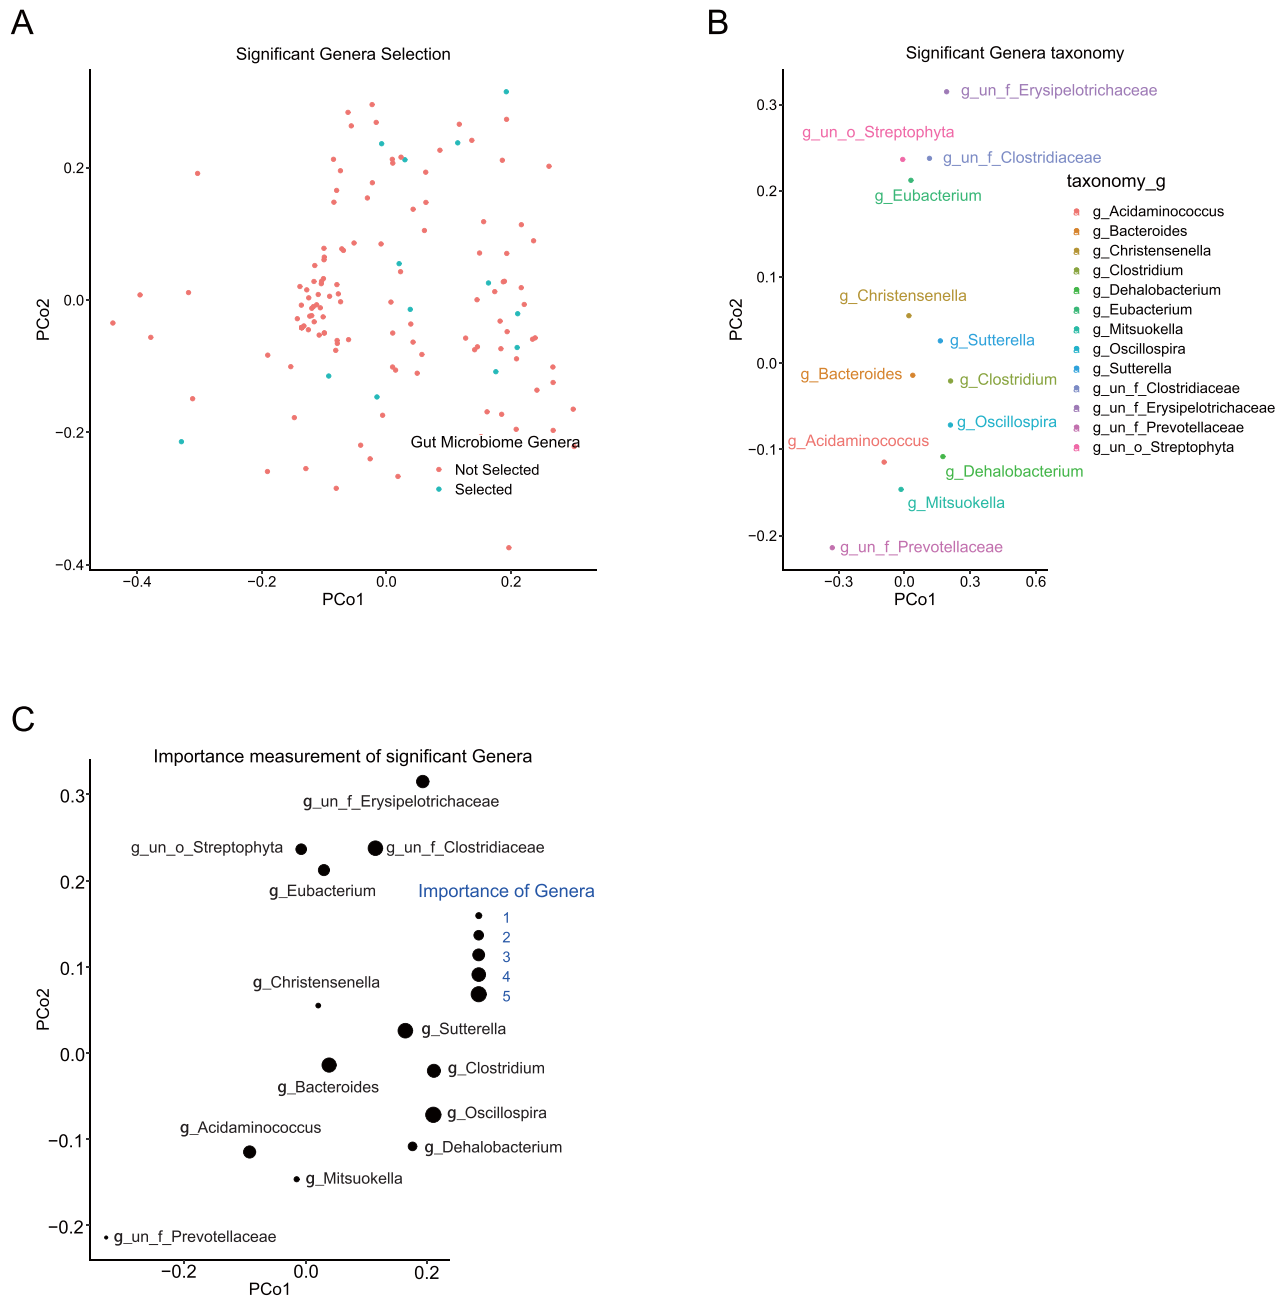 A
Significant Genera Selection
PCo2
0.2
0.0
−0.2
−0.4
−0.4
−0.2
0.0
0.2
PCo1
Gut Microbiome Genera
Not Selected
Selected
B
Significant Genera taxonomy
PCo2
0.3
0.2
0.1
0.0
−0.1
−0.2
−0.3
0.0
0.3
0.6
PCo1
g_un_f_Erysipelotrichaceae
g_un_o_Streptophyta
g_un_f_Clostridiaceae
g_Eubacterium
g_Christensenella
g_Sutterella
g_Bacteroides
g_Clostridium
g_Oscillospira
g_Acidaminococcus
g_Dehalobacterium
g_Mitsuokella
g_un_f_Prevotellaceae
taxonomy_g
g_Acidaminococcus
g_Bacteroides
g_Christensenella
g_Clostridium
g_Dehalobacterium
g_Eubacterium
g_Mitsuokella
g_Oscillospira
g_Sutterella
g_un_f_Clostridiaceae
g_un_f_Erysipelotrichaceae
g_un_f_Prevotellaceae
g_un_o_Streptophyta
C
Importance measurement of significant Genera
PCo2
0.3
0.2
0.1
0.0
−0.1
−0.2
−0.2
0.0
0.2
PCo1
g_un_f_Erysipelotrichaceae
g_un_o_Streptophyta
g_un_f_Clostridiaceae
g_Eubacterium
g_Christensenella
g_Sutterella
g_Clostridium
g_Bacteroides
g_Oscillospira
g_Acidaminococcus
g_Dehalobacterium
g_Mitsuokella
g_un_f_Prevotellaceae
Importance of Genera
1
2
3
4
5